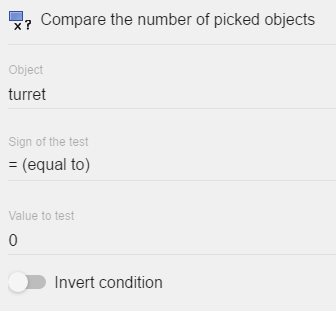 Compare the number of picked objects
Object
turret
Sign of the test
= (equal to)
Value to test
0
Invert condition